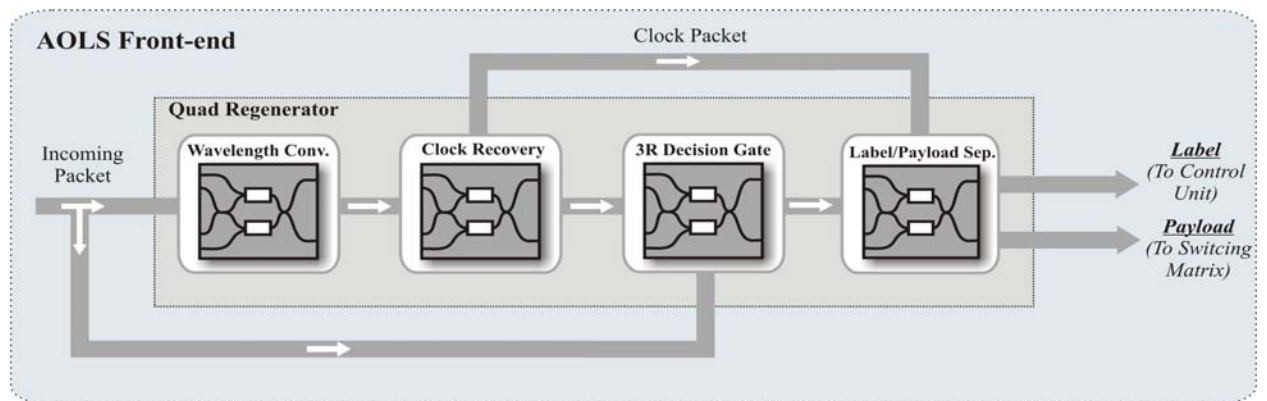 AOLS Front-end
Clock Packet
Quad Regenerator
Incoming
Packet
Wavelength Conv.
Clock Recovery
3R Decision Gate
Label/Payload Sep.
Label
(To Control
Unit)
Payload
(To Switcing
Matrix)